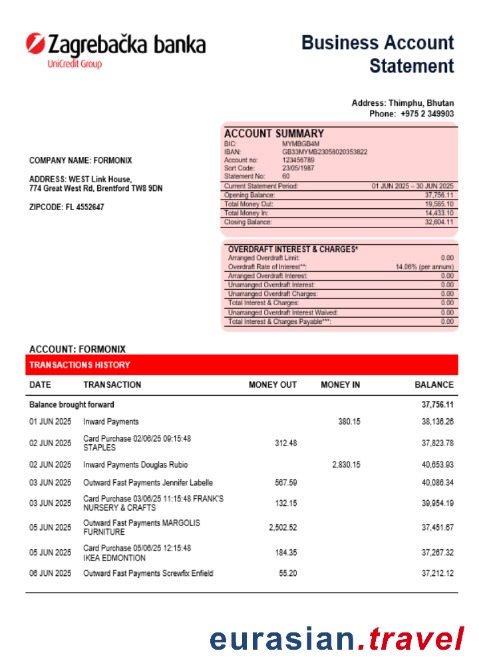 Zagrebačka banka
UniCredit Group
Business Account
Statement
Address: Thimphu, Bhutan
Phone: +975 2 349903
COMPANY NAME: FORMONIX
ADDRESS: WEST Link House,
774 Great West Rd, Brentford TW8 9DN
ZIPCODE: FL 4552647
ACCOUNT SUMMARY
BIC: MYMBGB4M
IBAN: GB33MYMB23058020353822
Account no: 123456789
Sort Code: 23/05/1987
Statement No: 60
Current Statement Period: 01 JUN 2025 – 30 JUN 2025
Opening Balance: 37,756.11
Total Money Out: 19,585.10
Total Money In: 14,433.10
Closing Balance: 32,604.11
OVERDRAFT INTEREST & CHARGES*
Arranged Overdraft Limit: 0.00
Overdraft Rate of Interest**: 14.06% (per annum)
Arranged Overdraft Interest: 0.00
Unarranged Overdraft Interest: 0.00
Unarranged Overdraft Charges: 0.00
Total Interest & Charges: 0.00
Unarranged Overdraft Interest Waived: 0.00
Total Interest & Charges Payable***: 0.00
ACCOUNT: FORMONIX
TRANSACTIONS HISTORY
DATE TRANSACTION MONEY OUT MONEY IN BALANCE
Balance brought forward 37,756.11
01 JUN 2025 Inward Payments 380.15 38,136.26
02 JUN 2025 Card Purchase 02/06/25 09:15:48 312.48 37,823.78
STAPLES
02 JUN 2025 Inward Payments Douglas Rubio 2,830.15 40,653.93
03 JUN 2025 Outward Fast Payments Jennifer Labelle 567.59 40,086.34
03 JUN 2025 Card Purchase 03/06/25 11:15:48 FRANK'S 132.15 39,954.19
NURSERY & CRAFTS
05 JUN 2025 Outward Fast Payments MARGOLIS 2,502.52 37,451.67
FURNITURE
05 JUN 2025 Card Purchase 05/06/25 12:15:48 184.35 37,267.32
IKEA EDMONTION
06 JUN 2025 Outward Fast Payments Screwfix Enfield 55.20 37,212.12
eurasian.travel